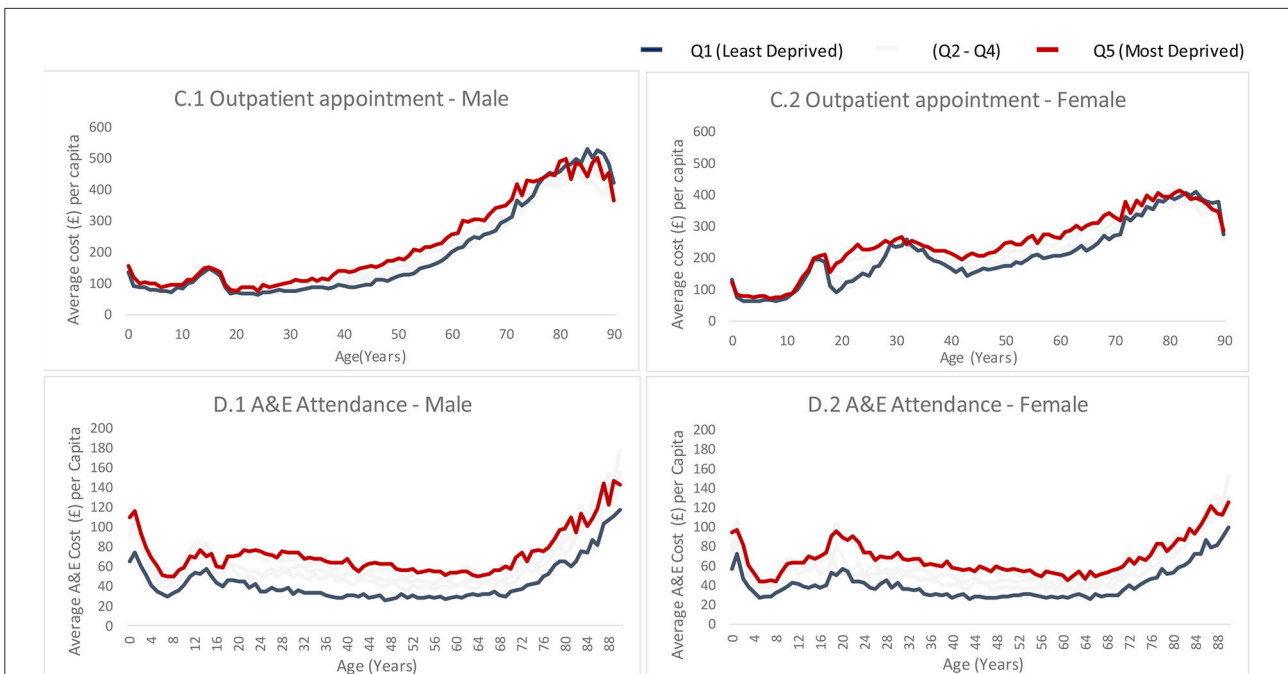 Q1 (Least Deprived) (Q2 - Q4) Q5 (Most Deprived)
C.1 Outpatient appointment - Male
Average cost (£) per capita
600
500
400
300
200
100
0
0 10 20 30 40 50 60 70 80 90
Age(Years)
C.2 Outpatient appointment - Female
Average cost (£) per capita
600
500
400
300
200
100
0
0 10 20 30 40 50 60 70 80 90
Age (Years)
D.1 A&E Attendance - Male
Average A&E Cost (£) per Capita
200
180
160
140
120
100
80
60
40
20
0
0 4 8 12 16 20 24 28 32 36 40 44 48 52 56 60 64 68 72 76 80 84 88
Age (Years)
D.2 A&E Attendance - Female
Average A&E Cost (£) per Capita
200
180
160
140
120
100
80
60
40
20
0
0 4 8 12 16 20 24 28 32 36 40 44 48 52 56 60 64 68 72 76 80 84 88
Age (Years)